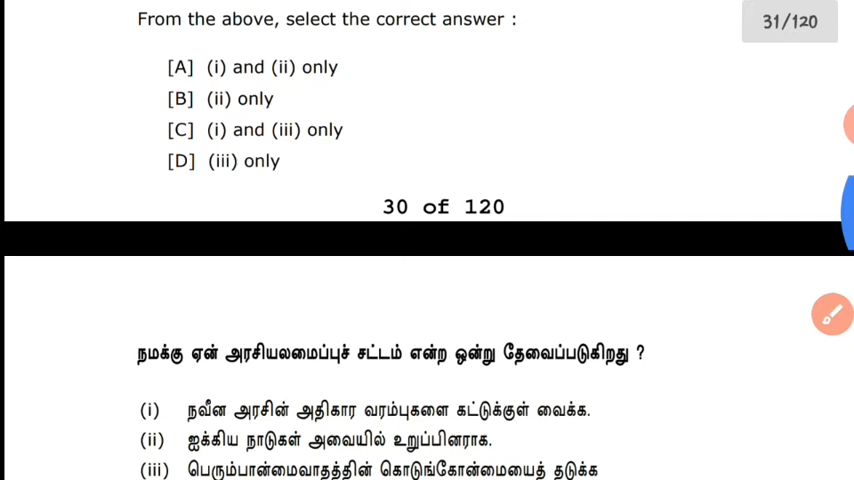 From the above, select the correct answer :
31/120
[A] (i) and (ii) only
[B] (ii) only
[C] (i) and (iii) only
[D] (iii) only
30 of 120
நமக்கு ஏன் அரசியலமைப்புச் சட்டம் என்ற ஒன்று தேவைப்படுகிறது ?
(i) நவீன அரசின் அதிகார வரம்புகளை கட்டுக்குள் வைக்க.
(ii) ஐக்கிய நாடுகள் அவையில் உறுப்பினராக.
(iii) பெரும்பான்மைவாதத்தின் கொடுங்கோன்மையைத் தடுக்க